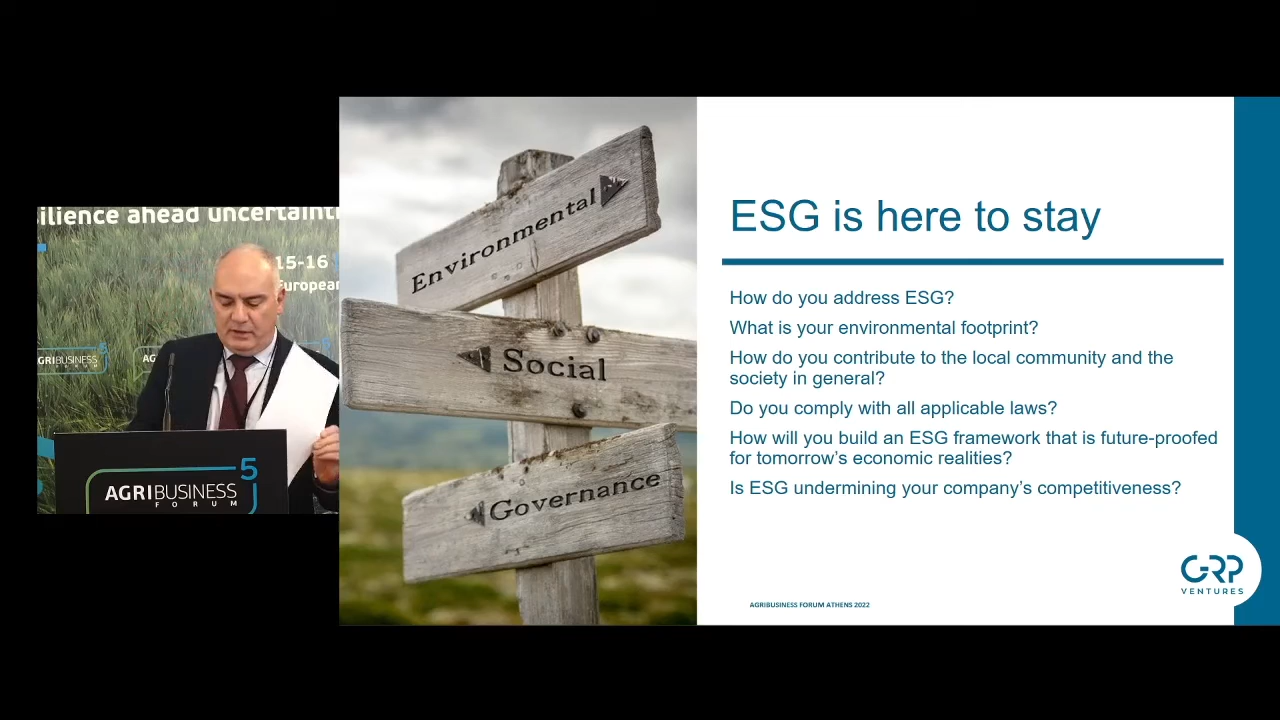 ilience ahead uncertaint
15-16
European
AGRIBUSINESS
FORUM
5
AGRIBUSINESS
FORUM
Environmental
Social
Governance
ESG is here to stay
How do you address ESG?
What is your environmental footprint?
How do you contribute to the local community and the
society in general?
Do you comply with all applicable laws?
How will you build an ESG framework that is future-proofed
for tomorrow's economic realities?
Is ESG undermining your company's competitiveness?
AGRIBUSINESS FORUM ATHENS 2022
GRP
VENTURES